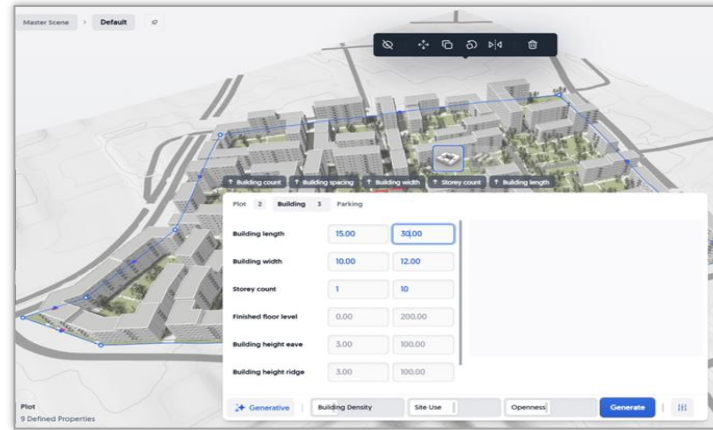 Master Scene > Default
↑ Building count ↑ Building spacing ↑ Building width ↑ Storey count ↑ Building length
Plot 2 Building 3 Parking
Building length 15.00 30.00
Building width 10.00 12.00
Storey count 1 10
Finished floor level 0.00 200.00
Building height eave 3.00 100.00
Building height ridge 3.00 100.00
Plot
9 Defined Properties
Generative Building Density Site Use Openness Generate